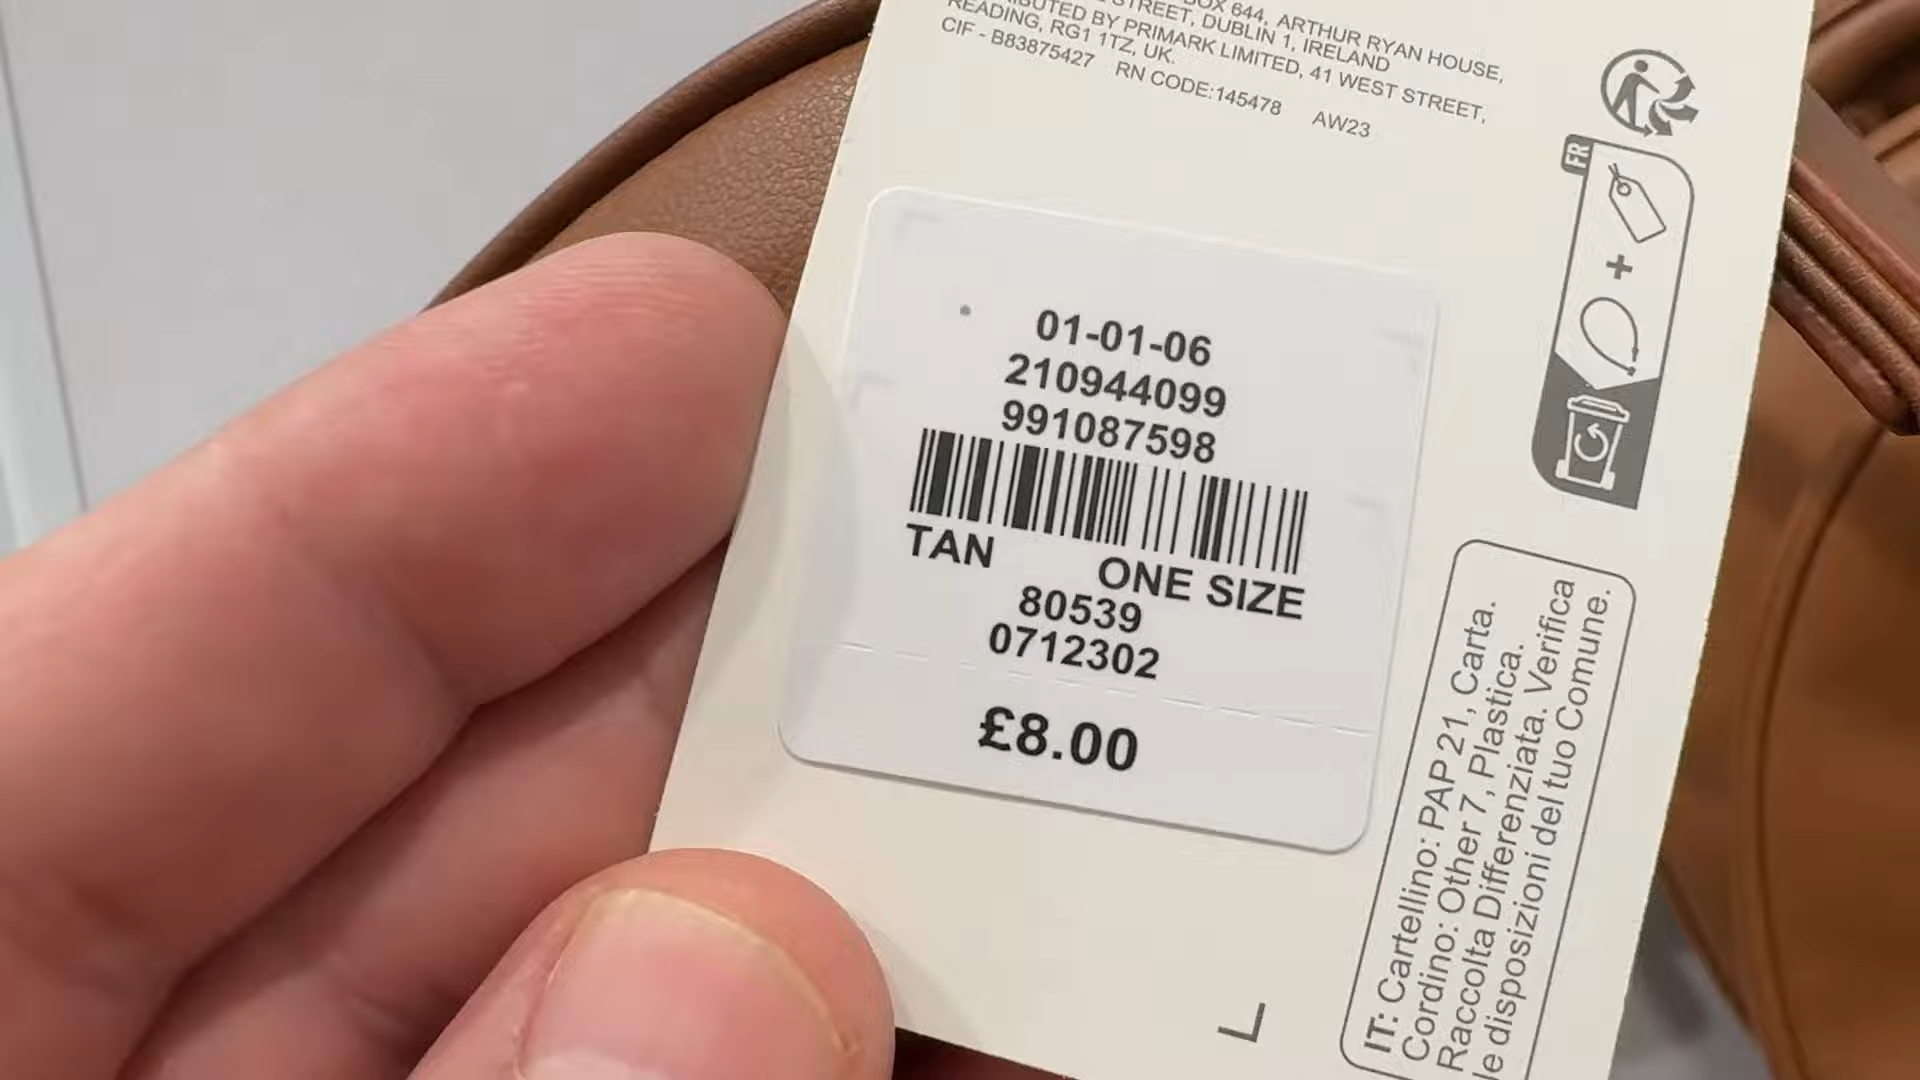 BOX 644, ARTHUR RYAN HOUSE,
STREET, DUBLIN 1, IRELAND
BY PRIMARK LIMITED, 41 WEST STREET,
READING, RG1 1TZ, UK.
CIF - B83875427 RN CODE:145478 AW23
FR
+
01-01-06
210944099
991087598
TAN ONE SIZE
80539
0712302
£8.00
IT: Cartellino: PAP 21, Carta.
Cordino: Other 7, Plastica.
Raccolta Differenziata. Verifica
le disposizioni del tuo Comune.
L